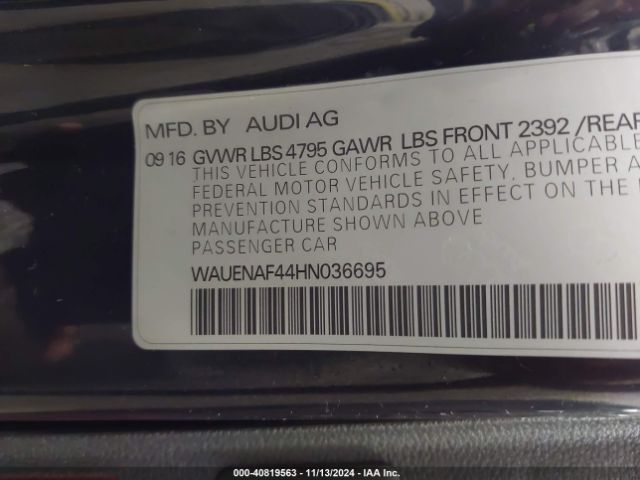 MFD. BY AUDI AG
09 16 GVWR LBS 4795 GAWR LBS FRONT 2392 /REAR
THIS VEHICLE CONFORMS TO ALL APPLICABLE
FEDERAL MOTOR VEHICLE SAFETY, BUMPER A
PREVENTION STANDARDS IN EFFECT ON THE
MANUFACTURE SHOWN ABOVE
PASSENGER CAR
WAUENAF44HN036695
000-40819563 - 11/13/2024 - IAA Inc.